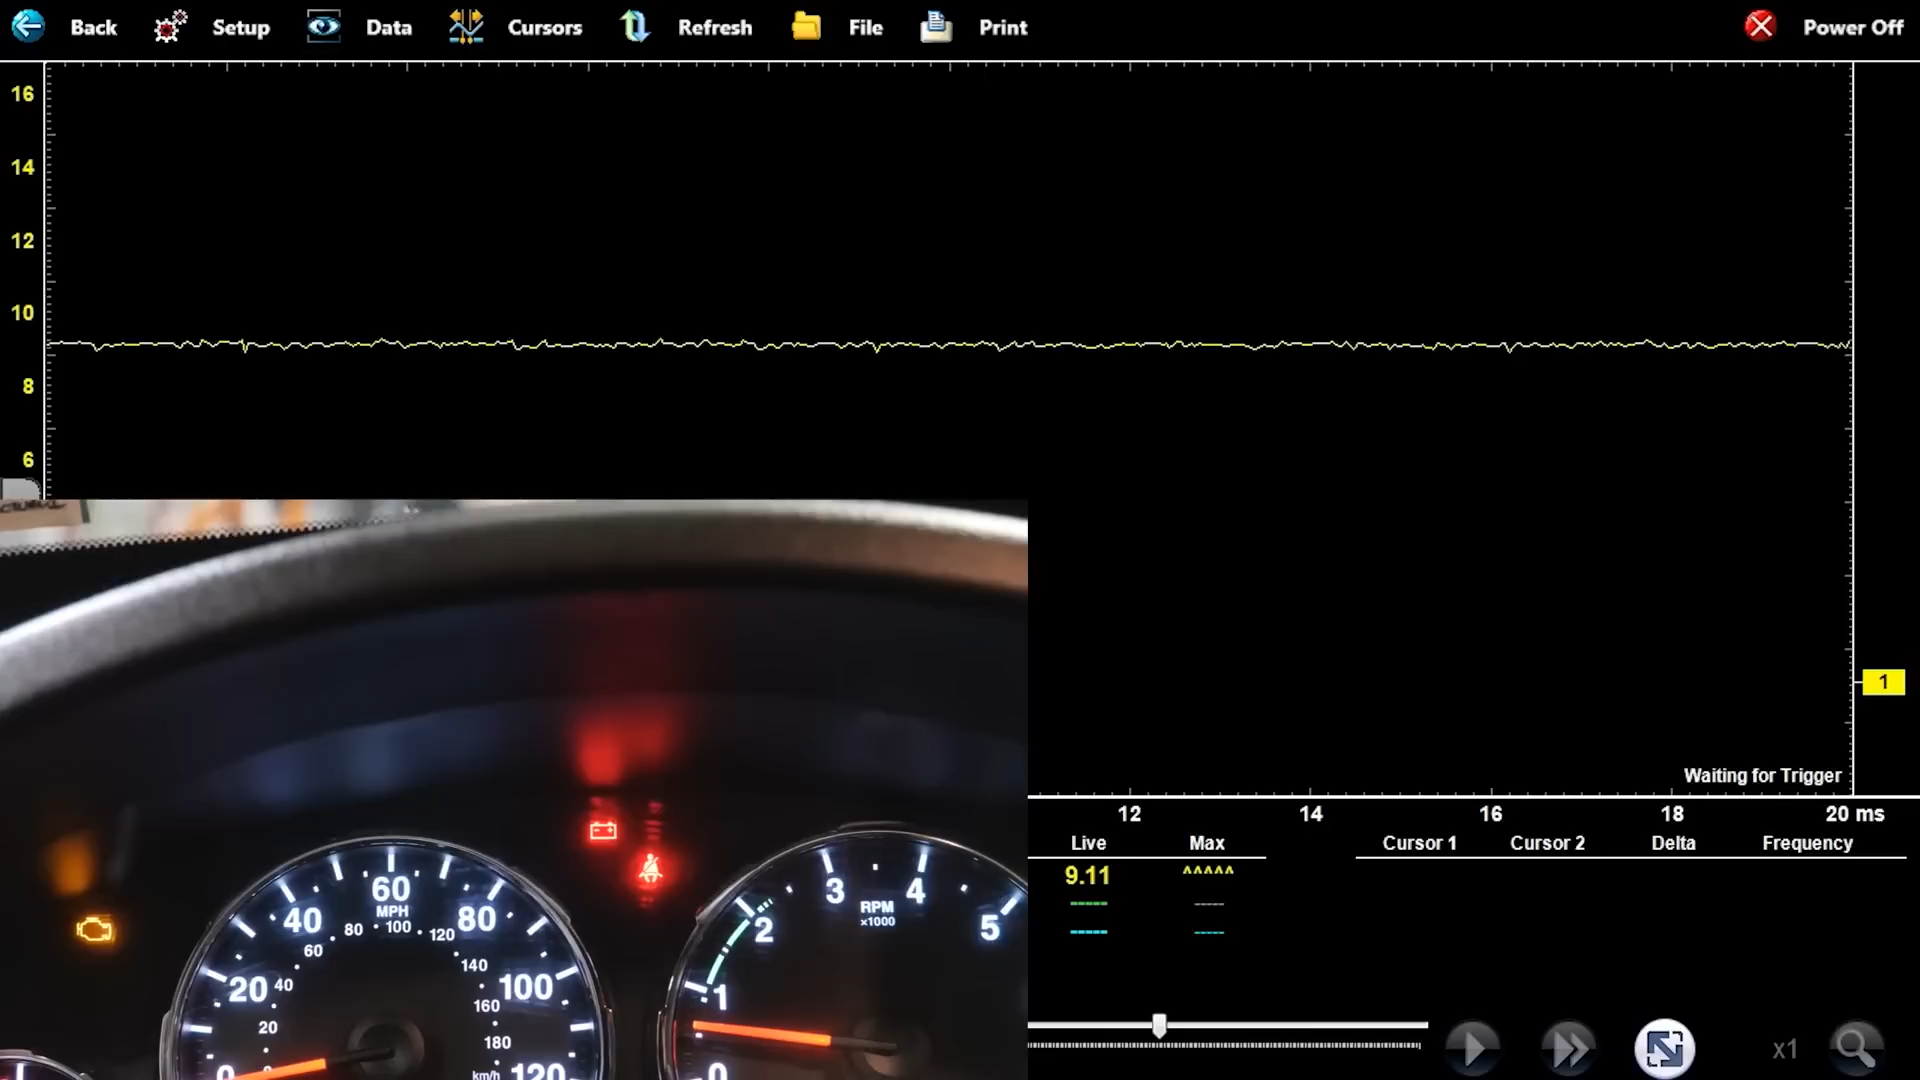 Back Setup Data Cursors Refresh File Print Power Off
16
14
12
10
8
6
1
Waiting for Trigger
12 14 16 18 20 ms
Live Max Cursor 1 Cursor 2 Delta Frequency
9.11 ^^^^^
----- -----
----- -----
x1
0 20 40 60 80 100 120
MPH
20 40 60 80 100 120 140 160 180
km/h
0 1 2 3 4 5
RPM
x1000